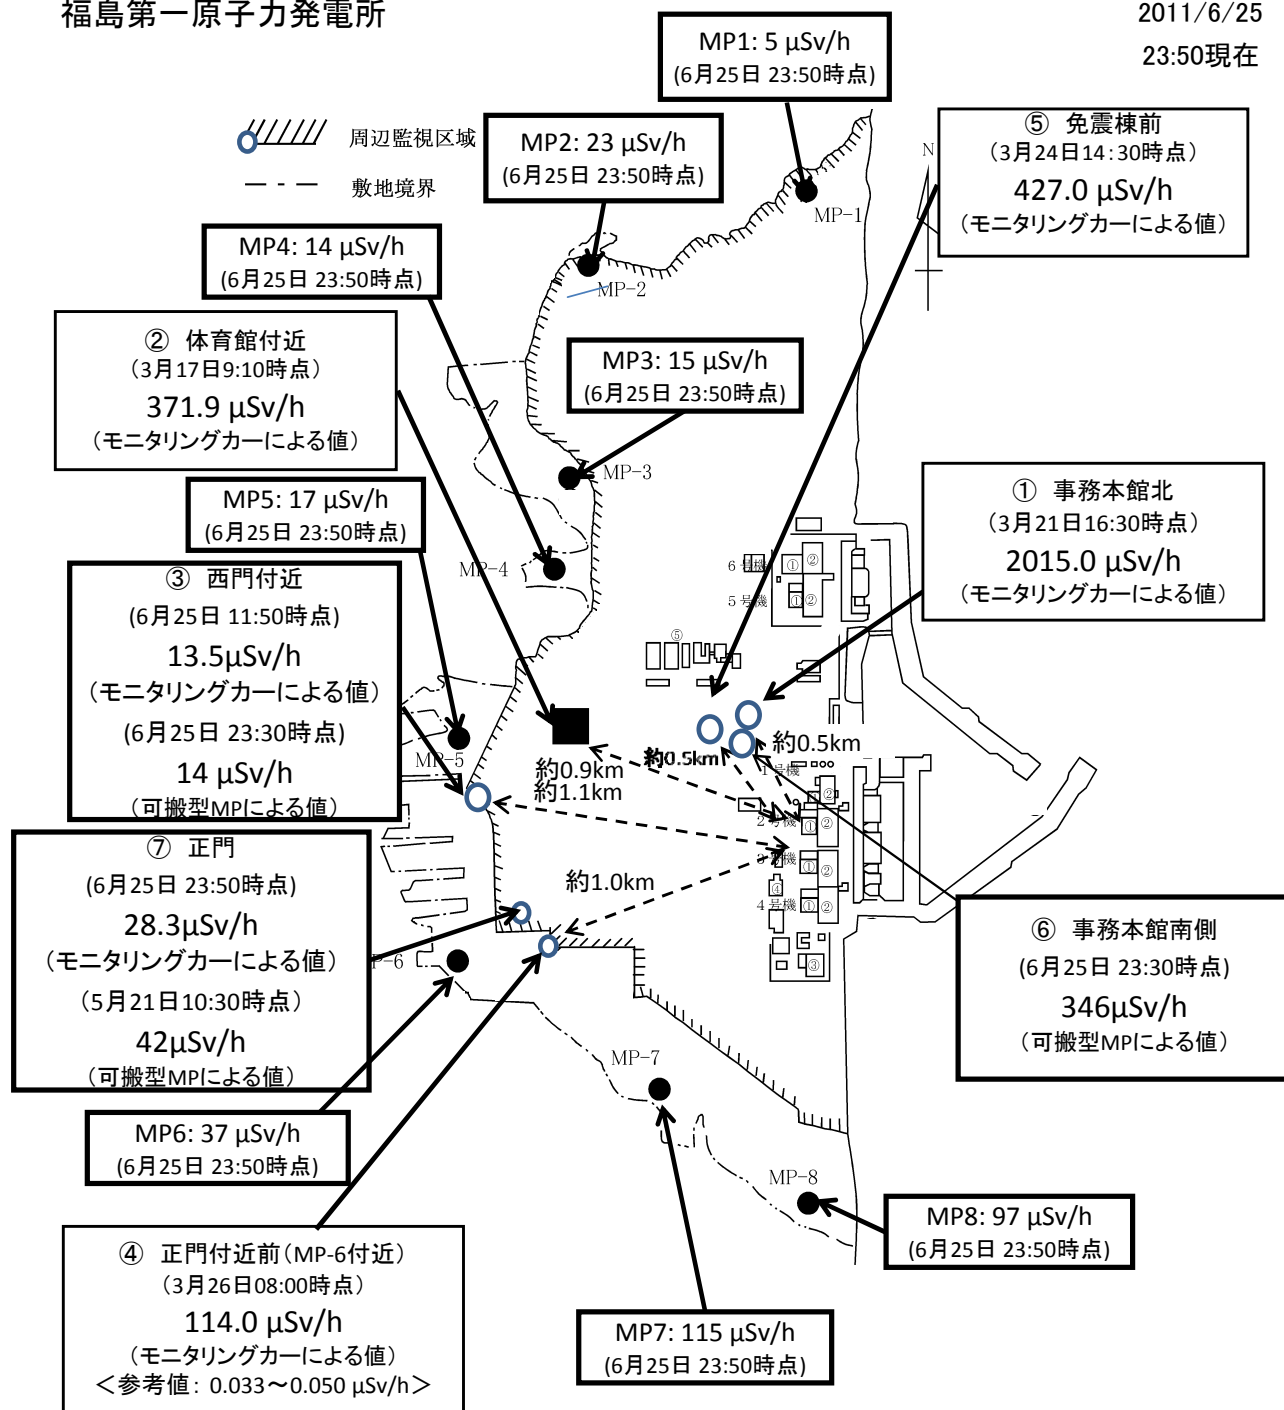 福島第一原子力発電所
2011/6/25
23:50現在
MP1: 5 μSv/h
(6月25日 23:50時点)
周辺監視区域
敷地境界
MP2: 23 μSv/h
(6月25日 23:50時点)
⑤ 免震棟前
(3月24日14:30時点)
427.0 μSv/h
(モニタリングカーによる値)
N
MP-1
MP4: 14 μSv/h
(6月25日 23:50時点)
MP-2
② 体育館付近
(3月17日9:10時点)
371.9 μSv/h
(モニタリングカーによる値)
MP3: 15 μSv/h
(6月25日 23:50時点)
MP-3
MP5: 17 μSv/h
(6月25日 23:50時点)
① 事務本館北
(3月21日16:30時点)
2015.0 μSv/h
(モニタリングカーによる値)
MP-4
6号機
① ②
5号機
① ②
⑤
③ 西門付近
(6月25日 11:50時点)
13.5μSv/h
(モニタリングカーによる値)
(6月25日 23:30時点)
14 μSv/h
(可搬型MPによる値)
MP-5
約0.9km
約1.1km
約0.5km
約0.5km
1号機
① ②
2号機
① ②
3号機
① ②
④
4号機
① ②
③
約1.0km
⑦ 正門
(6月25日 23:50時点)
28.3μSv/h
(モニタリングカーによる値)
(5月21日10:30時点)
42μSv/h
(可搬型MPによる値)
P-6
⑥ 事務本館南側
(6月25日 23:30時点)
346μSv/h
(可搬型MPによる値)
MP-7
MP6: 37 μSv/h
(6月25日 23:50時点)
MP-8
MP8: 97 μSv/h
(6月25日 23:50時点)
④ 正門付近前(MP-6付近)
(3月26日08:00時点)
114.0 μSv/h
(モニタリングカーによる値)
＜参考値: 0.033～0.050 μSv/h＞
MP7: 115 μSv/h
(6月25日 23:50時点)